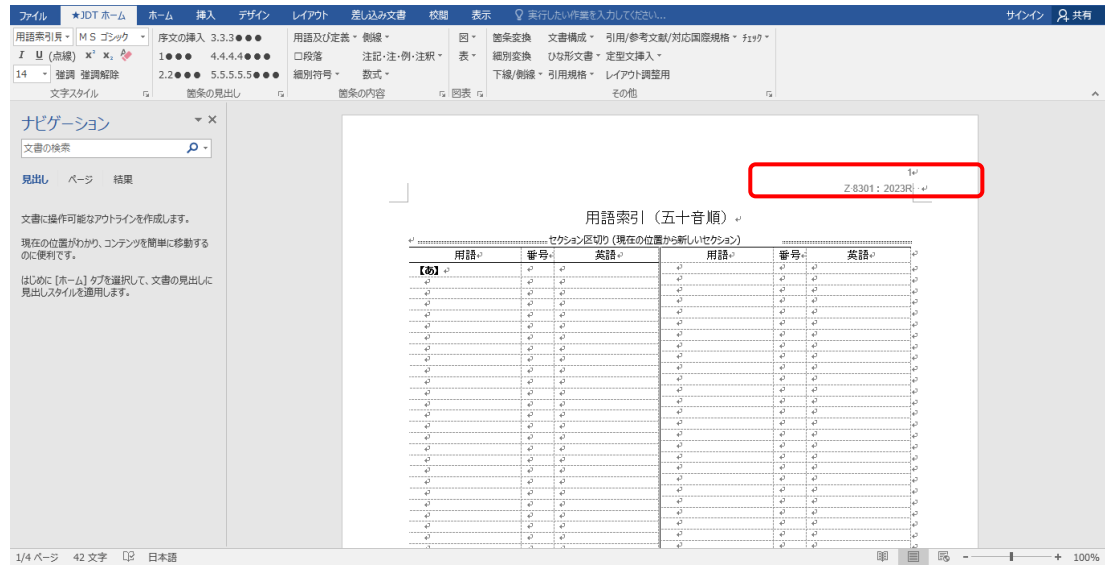 ファイル ★JDT ホーム ホーム 挿入 デザイン レイアウト 差し込み文書 校閲 表示 実行したい作業を入力してください... サインイン 共有
用語索引見 ＭＳ ゴシック 序文の挿入 3.3.3●●● 用語及び定義 側線 図 箇条変換 文書構成 引用/参考文献/対応国際規格 ﾁｪｯｸ
I U (点線) x² x₂ 1●●● 4.4.4.4●●● 口段落 注記・注・例・注釈 表 細別変換 ひな形文書 定型文挿入
14 強調 強調解除 2.2●●● 5.5.5.5.5●●● 細別符号 数式 下線/側線 引用規格 レイアウト調整用
文字スタイル 箇条の見出し 箇条の内容 図表 その他
ナビゲーション
文書の検索
見出し ページ 結果
文書に操作可能なアウトラインを作成します。
現在の位置がわかり、コンテンツを簡単に移動する
のに便利です。
はじめに [ホーム] タブを選択して、文書の見出しに
見出しスタイルを適用します。
1
Z 8301：2023R
用語索引（五十音順）
セクション区切り (現在の位置から新しいセクション)
用語 番号 英語 用語 番号 英語
【あ】
1/4 ページ 42 文字 日本語 100%